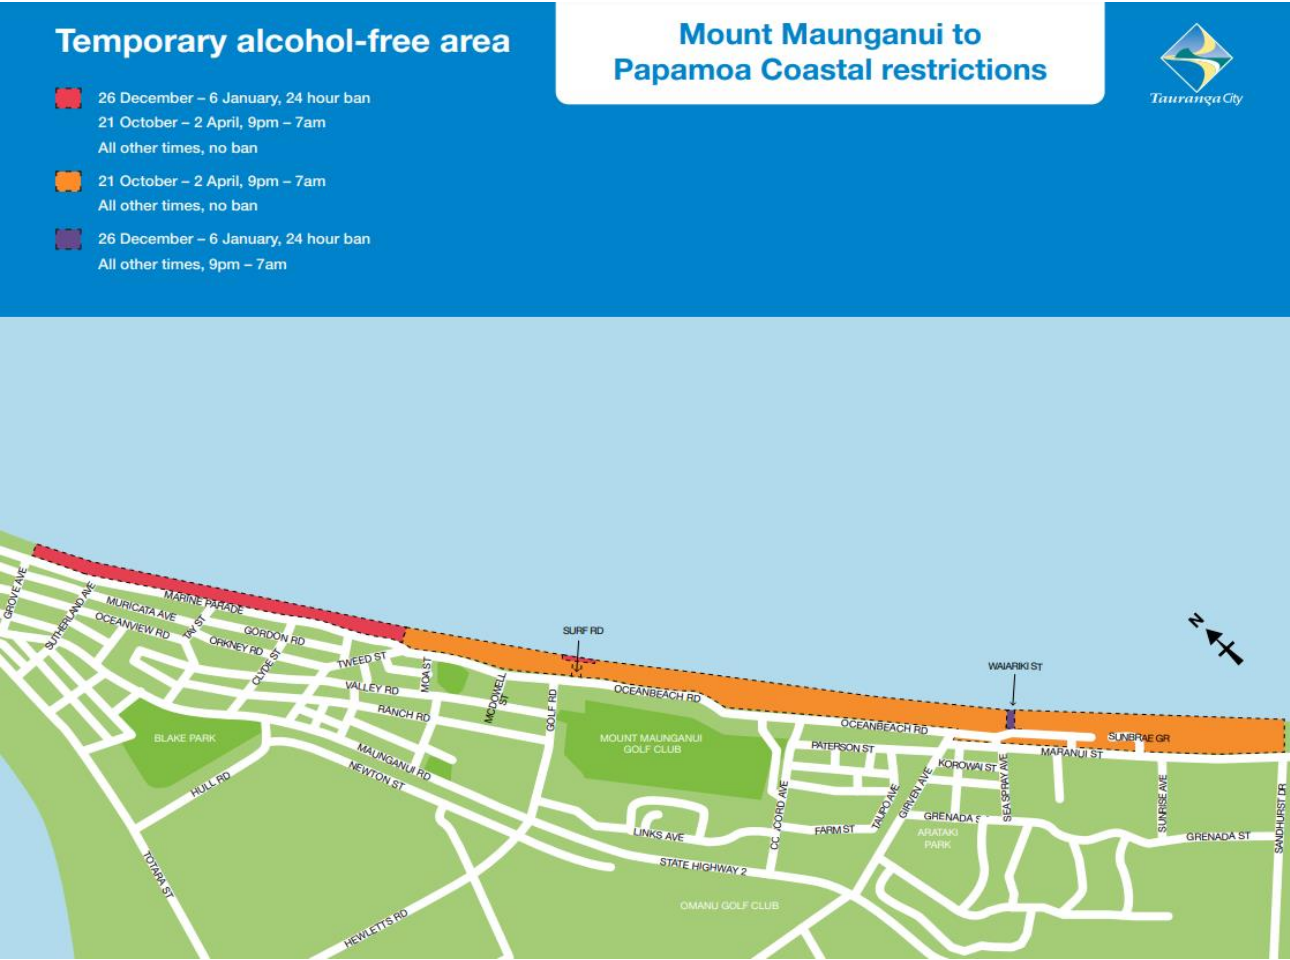 Temporary alcohol-free area
26 December – 6 January, 24 hour ban
21 October – 2 April, 9pm – 7am
All other times, no ban
21 October – 2 April, 9pm – 7am
All other times, no ban
26 December – 6 January, 24 hour ban
All other times, 9pm – 7am
Mount Maunganui to
Papamoa Coastal restrictions
Tauranga City
GROVE AVE
SUTHERLAND AVE
MARINE PARADE
MURICATA AVE
OCEANVIEW RD
TAY ST
GORDON RD
ORKNEY RD
CLYDE ST
TWEED ST
MOA ST
VALLEY RD
RANCH RD
MCDOWELL
ST
GOLF RD
SURF RD
OCEANBEACH RD
WAIARIKI ST
N
BLAKE PARK
HULL RD
MAUNGANUI RD
NEWTON ST
MOUNT MAUNGANUI
GOLF CLUB
OCEANBEACH RD
PATERSON ST
SUNBRAE GR
MARANUI ST
KOROWAI ST
SEA SPRAY AVE
GIRVEN AVE
TAUPO AVE
SUNRISE AVE
SANDHURST DR
GRENADA S
ARATAKI
PARK
GRENADA ST
FARM ST
LINKS AVE
STATE HIGHWAY 2
OMANU GOLF CLUB
TOTARA ST
HEWLETTS RD